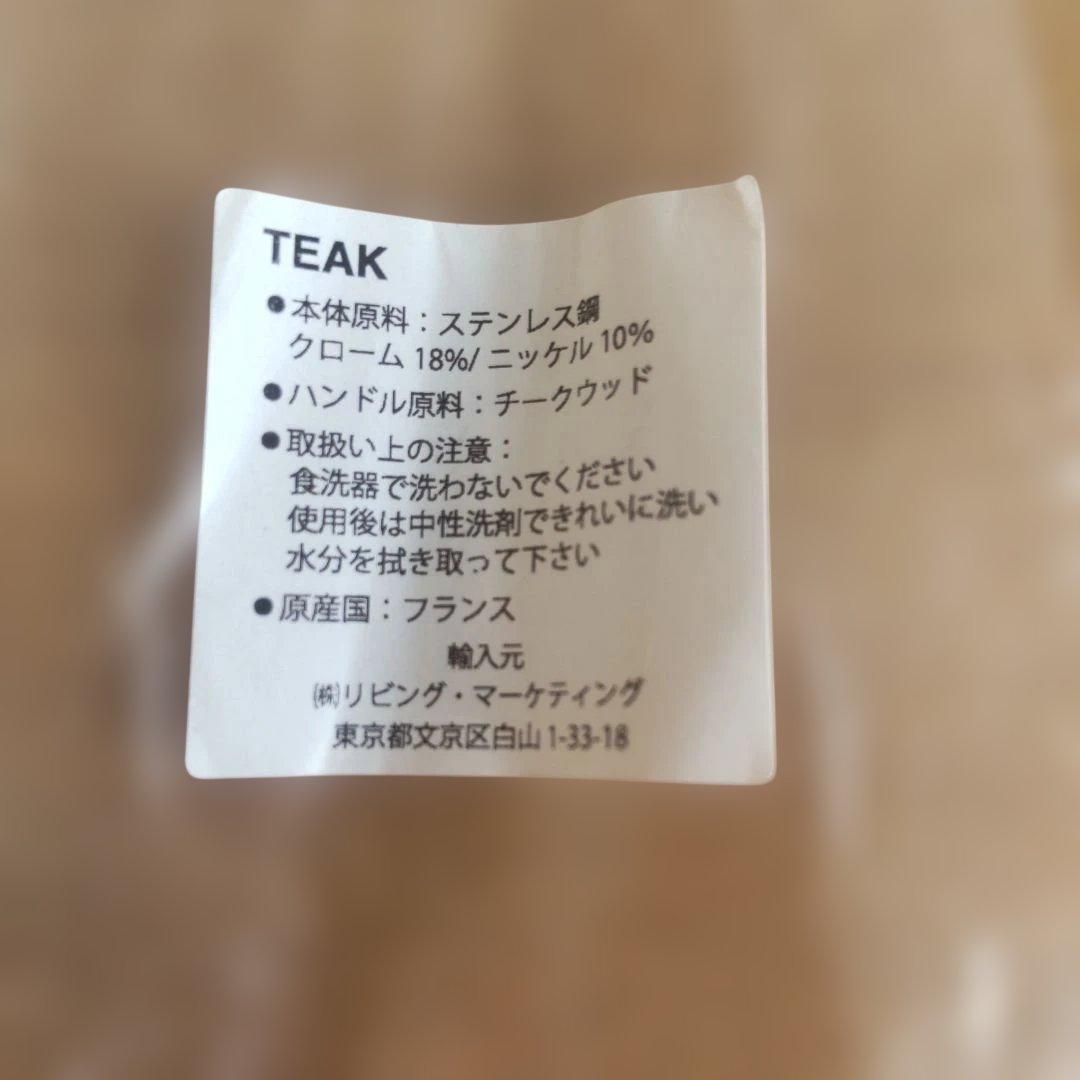 TEAK
●本体原料：ステンレス鋼
クローム 18%/ ニッケル 10%
●ハンドル原料：チークウッド
●取扱い上の注意：
食洗器で洗わないでください
使用後は中性洗剤できれいに洗い
水分を拭き取って下さい
●原産国：フランス
輸入元
㈱リビング・マーケティング
東京都文京区白山 1-33-18